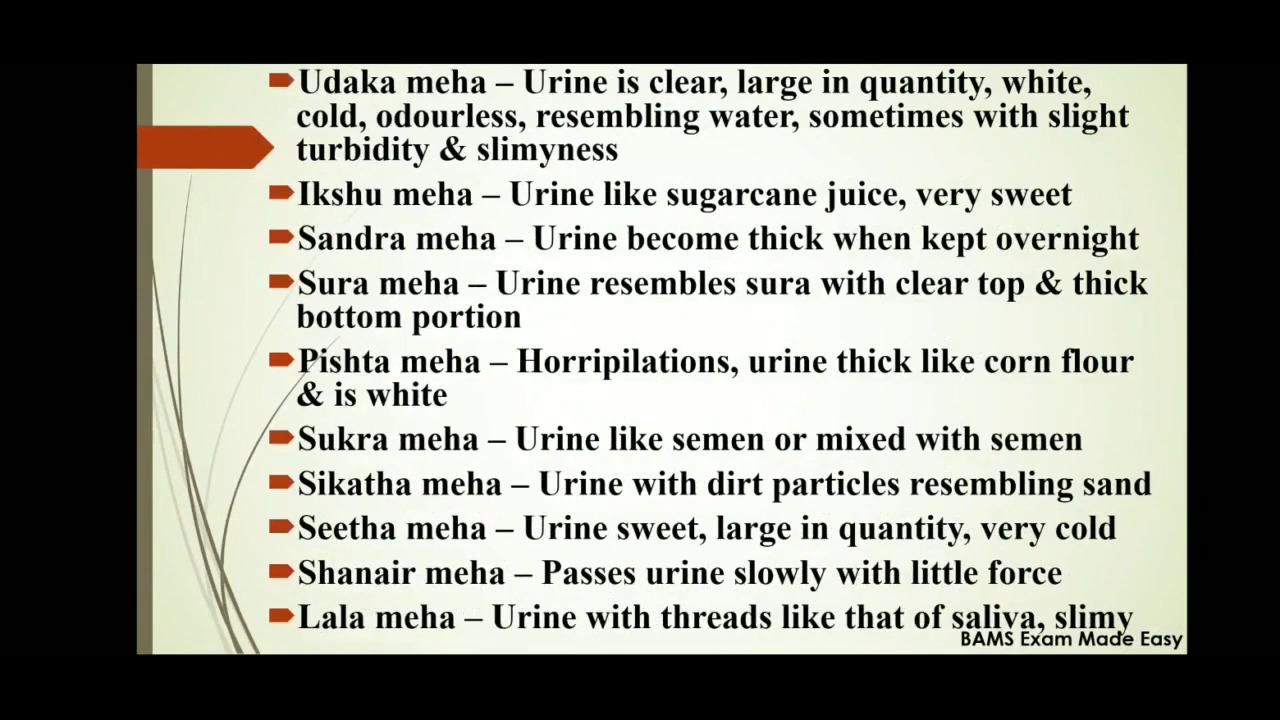 Udaka meha – Urine is clear, large in quantity, white,
cold, odourless, resembling water, sometimes with slight
turbidity & slimyness
Ikshu meha – Urine like sugarcane juice, very sweet
Sandra meha – Urine become thick when kept overnight
Sura meha – Urine resembles sura with clear top & thick
bottom portion
Pishta meha – Horripilations, urine thick like corn flour
& is white
Sukra meha – Urine like semen or mixed with semen
Sikatha meha – Urine with dirt particles resembling sand
Seetha meha – Urine sweet, large in quantity, very cold
Shanair meha – Passes urine slowly with little force
Lala meha – Urine with threads like that of saliva, slimy
BAMS Exam Made Easy